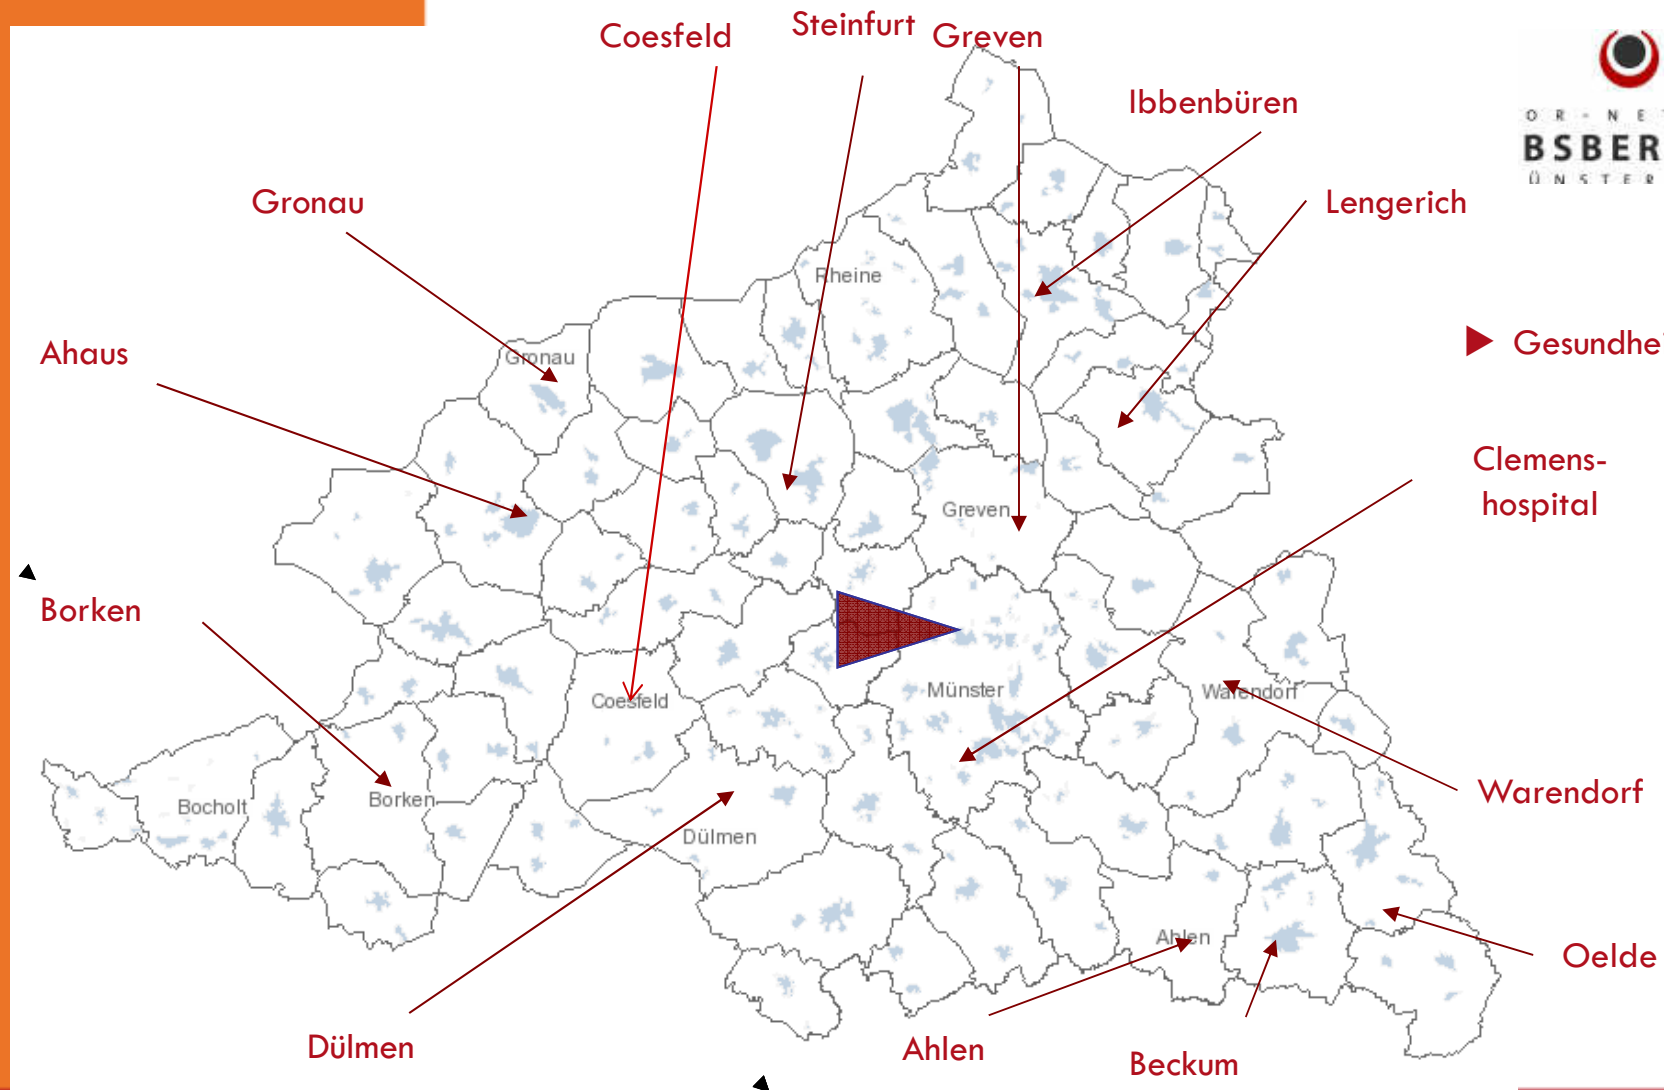 Coesfeld
Steinfurt
Greven
Ibbenbüren
O R - N E
BSBER
Ü N S T E R
Gronau
Lengerich
Rheine
Gesundhe
Ahaus
Gronau
Clemens-
hospital
Greven
Borken
Münster
Coesfeld
Warendorf
Borken
Bocholt
Warendorf
Dülmen
Ahlen
Oelde
Dülmen
Ahlen
Beckum